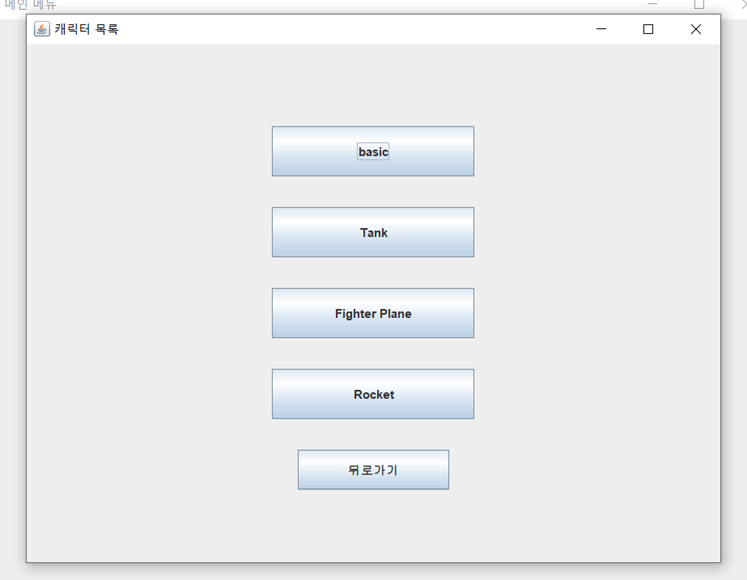 메인 메뉴
캐릭터 목록
basic
Tank
Fighter Plane
Rocket
뒤로가기